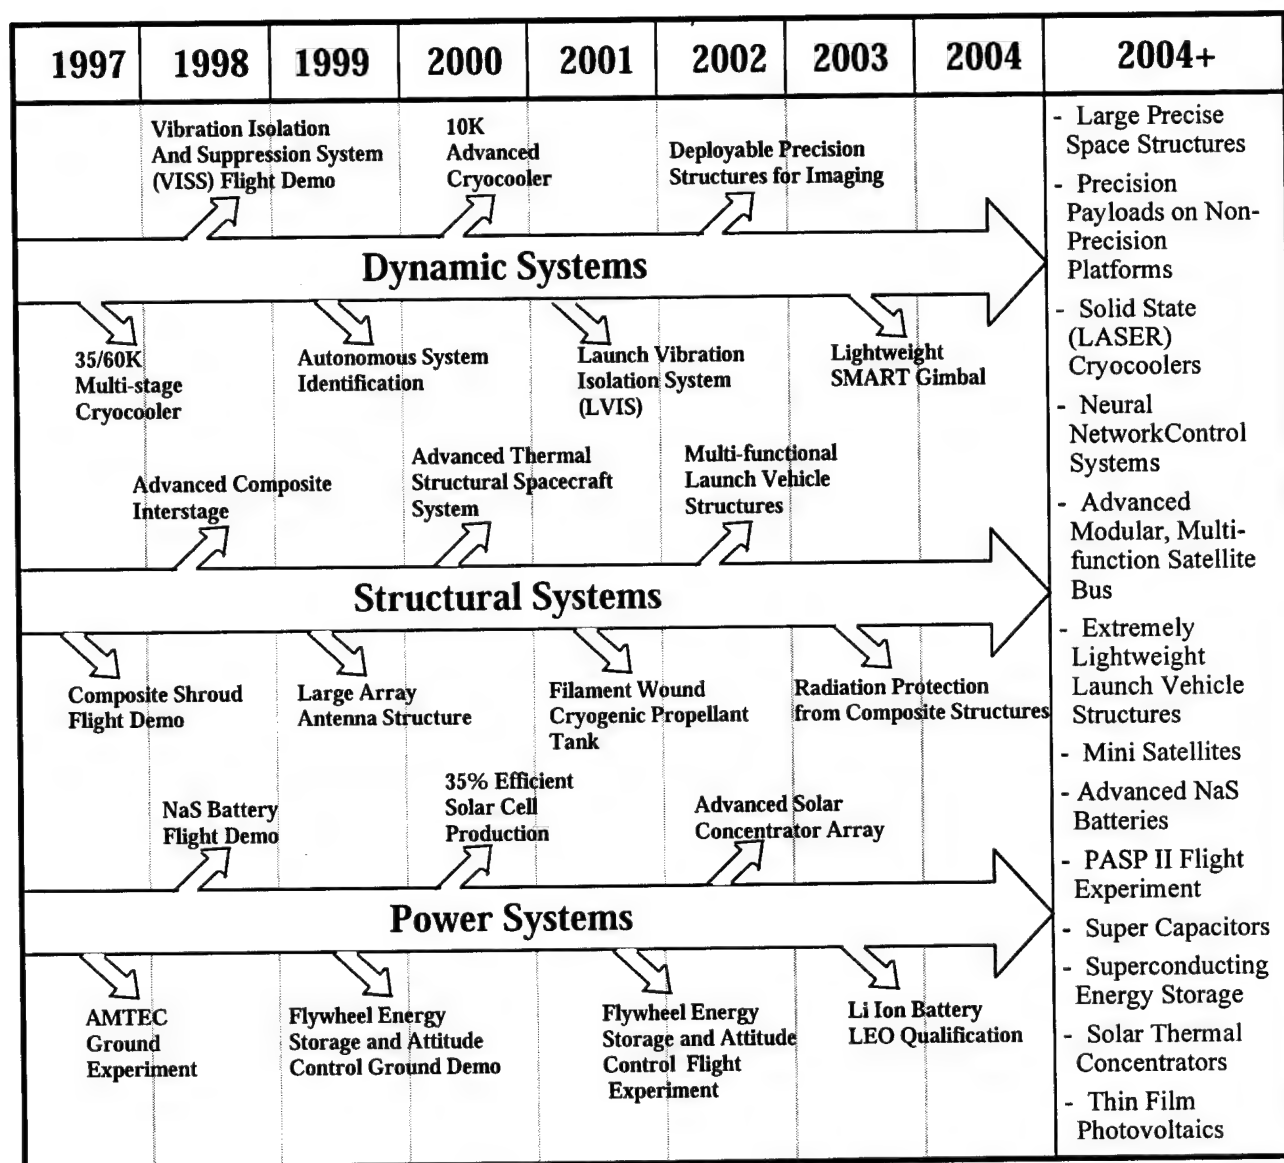 1997
1998
1999
2000
2001
2002
2003
2004
2004+
Vibration Isolation
And Suppression System
(VISS) Flight Demo
10K
Advanced
Cryocooler
Deployable Precision
Structures for Imaging
Dynamic Systems
35/60K
Multi-stage
Cryocooler
Autonomous System
Identification
Launch Vibration
Isolation System
(LVIS)
Lightweight
SMART Gimbal
Advanced Composite
Interstage
Advanced Thermal
Structural Spacecraft
System
Multi-functional
Launch Vehicle
Structures
Structural Systems
Composite Shroud
Flight Demo
Large Array
Antenna Structure
Filament Wound
Cryogenic Propellant
Tank
Radiation Protection
from Composite Structures
NaS Battery
Flight Demo
35% Efficient
Solar Cell
Production
Advanced Solar
Concentrator Array
Power Systems
AMTEC
Ground
Experiment
Flywheel Energy
Storage and Attitude
Control Ground Demo
Flywheel Energy
Storage and Attitude
Control Flight
Experiment
Li Ion Battery
LEO Qualification
- Large Precise
Space Structures
- Precision
Payloads on Non-
Precision
Platforms
- Solid State
(LASER)
Cryocoolers
- Neural
NetworkControl
Systems
- Advanced
Modular, Multi-
function Satellite
Bus
- Extremely
Lightweight
Launch Vehicle
Structures
- Mini Satellites
- Advanced NaS
Batteries
- PASP II Flight
Experiment
- Super Capacitors
- Superconducting
Energy Storage
- Solar Thermal
Concentrators
- Thin Film
Photovoltaics